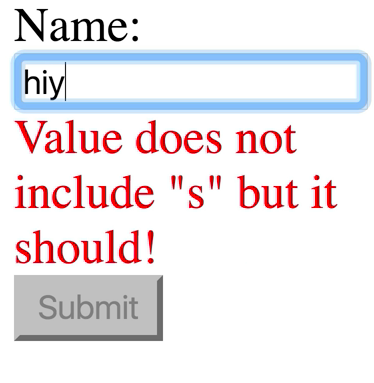 Name:
hiy
Value does not
include "s" but it
should!
Submit